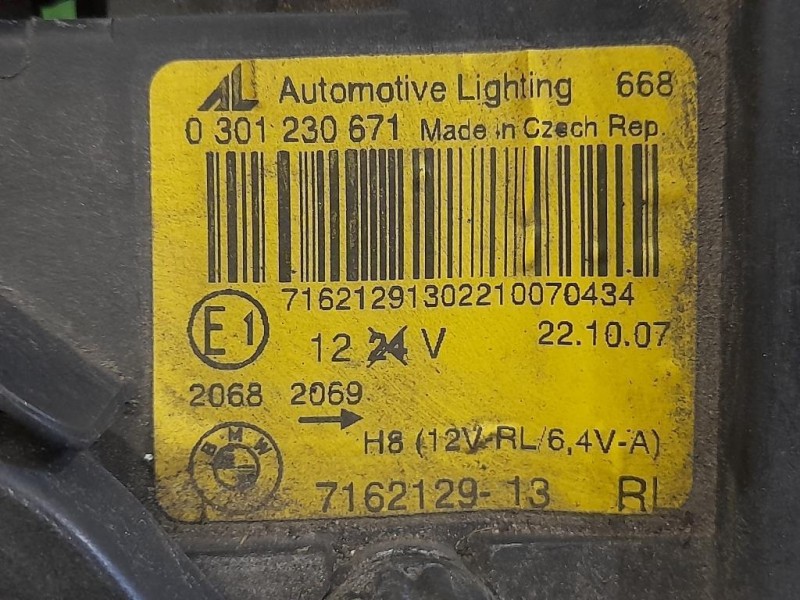 AL Automotive Lighting 668
0 301 230 671 Made in Czech Rep.
71621291302210070434
E1 12 24 V 22.10.07
2068 2069
H8 (12V-RL/6,4V-A)
BMW
7162129-13 RI